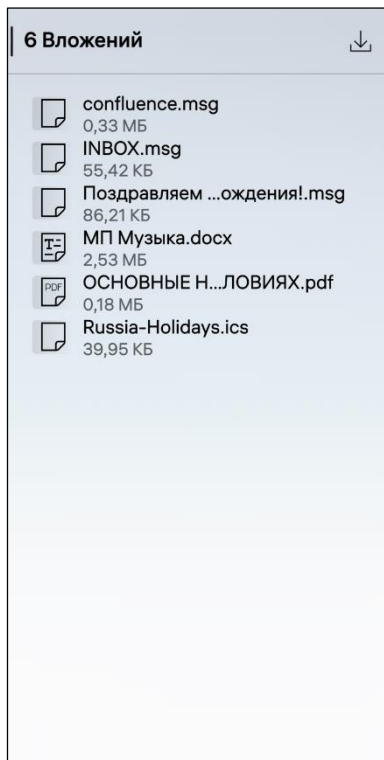 6 Вложений
confluence.msg
0,33 МБ
INBOX.msg
55,42 КБ
Поздравляем ...ождения!.msg
86,21 КБ
T
МП Музыка.docx
2,53 МБ
PDF
ОСНОВНЫЕ Н...ЛОВИЯХ.pdf
0,18 МБ
Russia-Holidays.ics
39,95 КБ